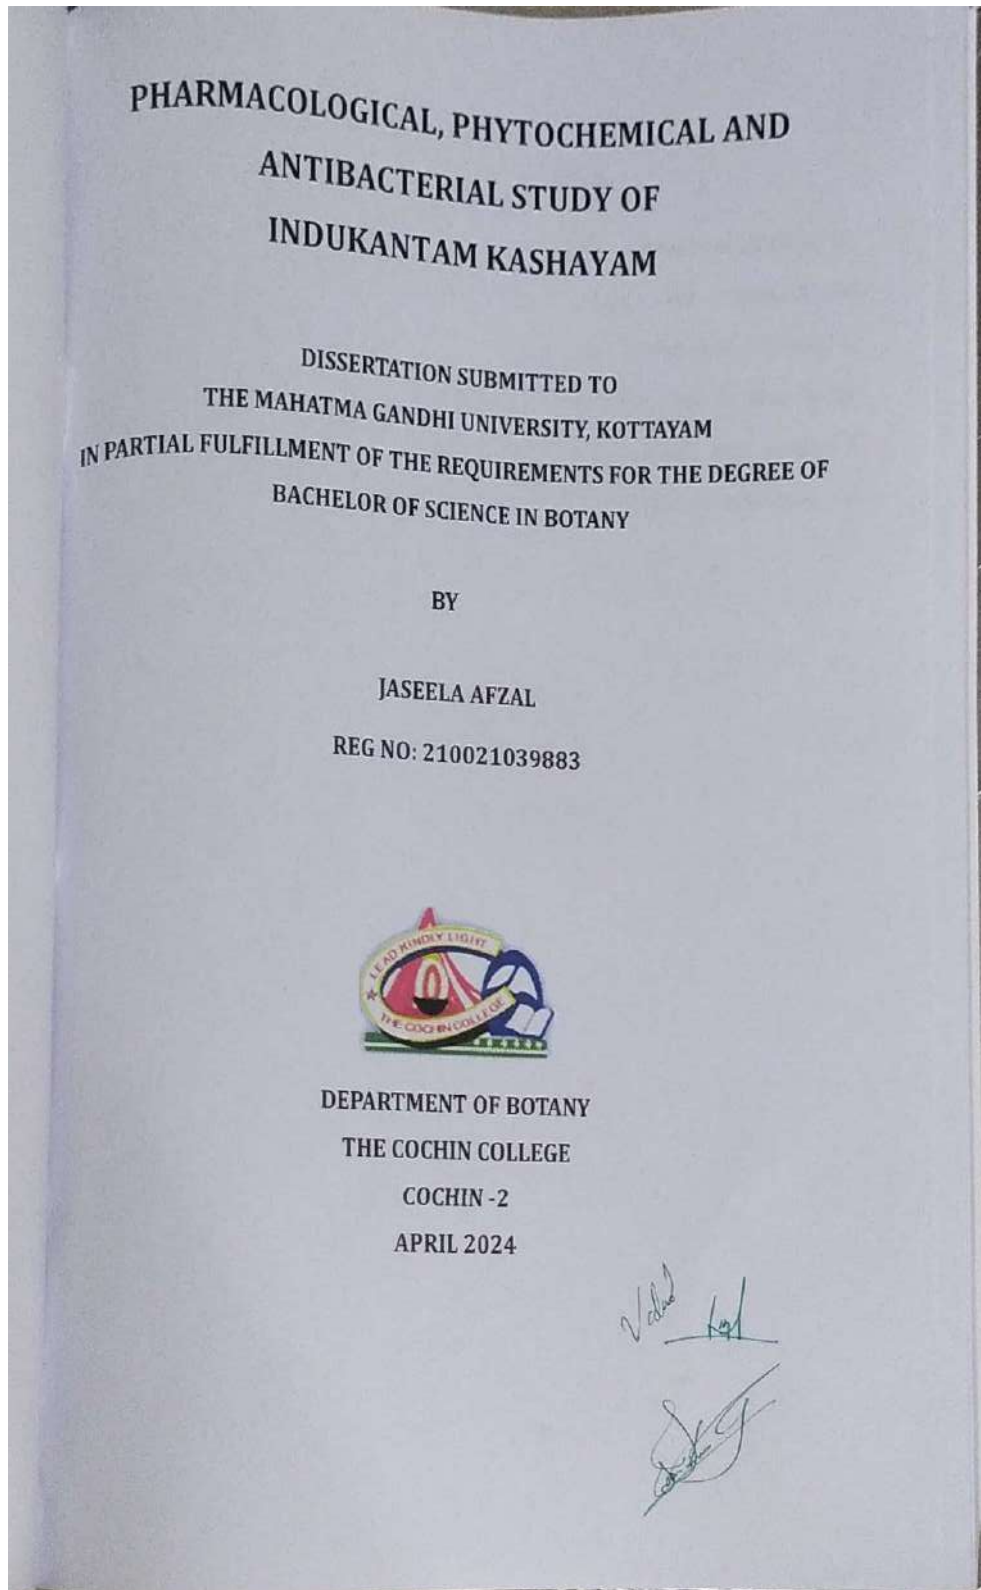 PHARMACOLOGICAL, PHYTOCHEMICAL AND
ANTIBACTERIAL STUDY OF
INDUKANTAM KASHAYAM
DISSERTATION SUBMITTED TO
THE MAHATMA GANDHI UNIVERSITY, KOTTAYAM
IN PARTIAL FULFILLMENT OF THE REQUIREMENTS FOR THE DEGREE OF
BACHELOR OF SCIENCE IN BOTANY
BY
JASEELA AFZAL
REG NO: 210021039883
LEAD KINDLY LIGHT
THE COCHIN COLLEGE
DEPARTMENT OF BOTANY
THE COCHIN COLLEGE
COCHIN -2
APRIL 2024